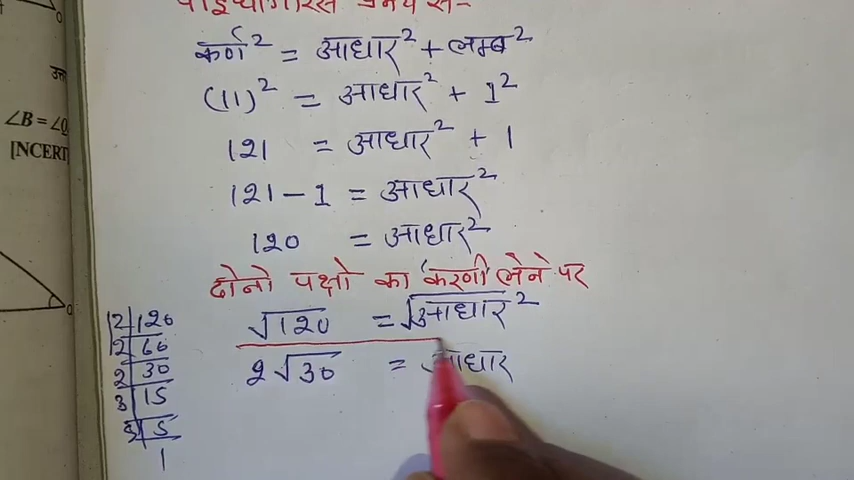 पाइथागोरस प्रमेय से-
कर्ण² = आधार² + लम्ब²
(11)² = आधार² + 1²
121 = आधार² + 1
121 - 1 = आधार²
120 = आधार²
दोनो पक्षो का करणी लेने पर
√120 = √आधार²
2√30 = आधार
2 | 120
2 | 60
2 | 30
3 | 15
5 | 5
1
∠B = ∠Q
[NCERT